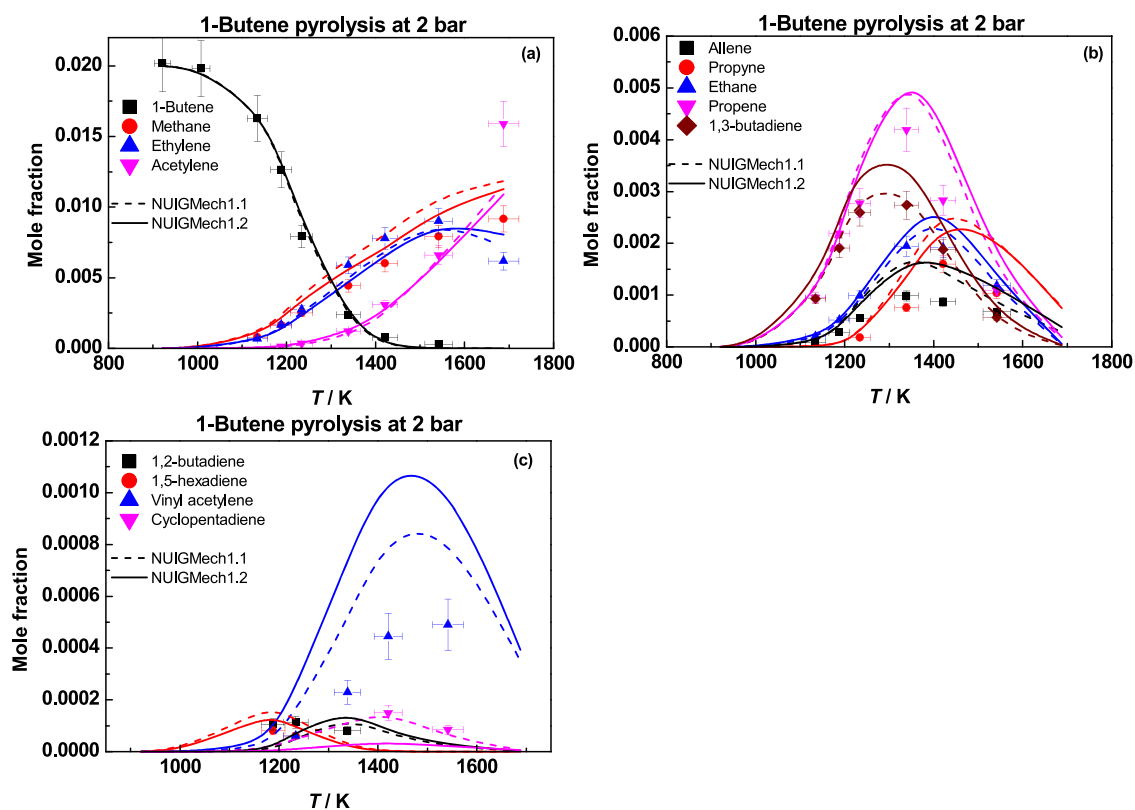 1-Butene pyrolysis at 2 bar
(a)
0.020
0.015
0.010
0.005
0.000
Mole fraction
1-Butene
Methane
Ethylene
Acetylene
NUIGMech1.1
NUIGMech1.2
800 1000 1200 1400 1600 1800
T / K
1-Butene pyrolysis at 2 bar
(b)
0.006
0.005
0.004
0.003
0.002
0.001
0.000
Mole fraction
Allene
Propyne
Ethane
Propene
1,3-butadiene
NUIGMech1.1
NUIGMech1.2
800 1000 1200 1400 1600 1800
T / K
1-Butene pyrolysis at 2 bar
(c)
0.0012
0.0010
0.0008
0.0006
0.0004
0.0002
0.0000
Mole fraction
1,2-butadiene
1,5-hexadiene
Vinyl acetylene
Cyclopentadiene
NUIGMech1.1
NUIGMech1.2
1000 1200 1400 1600
T / K